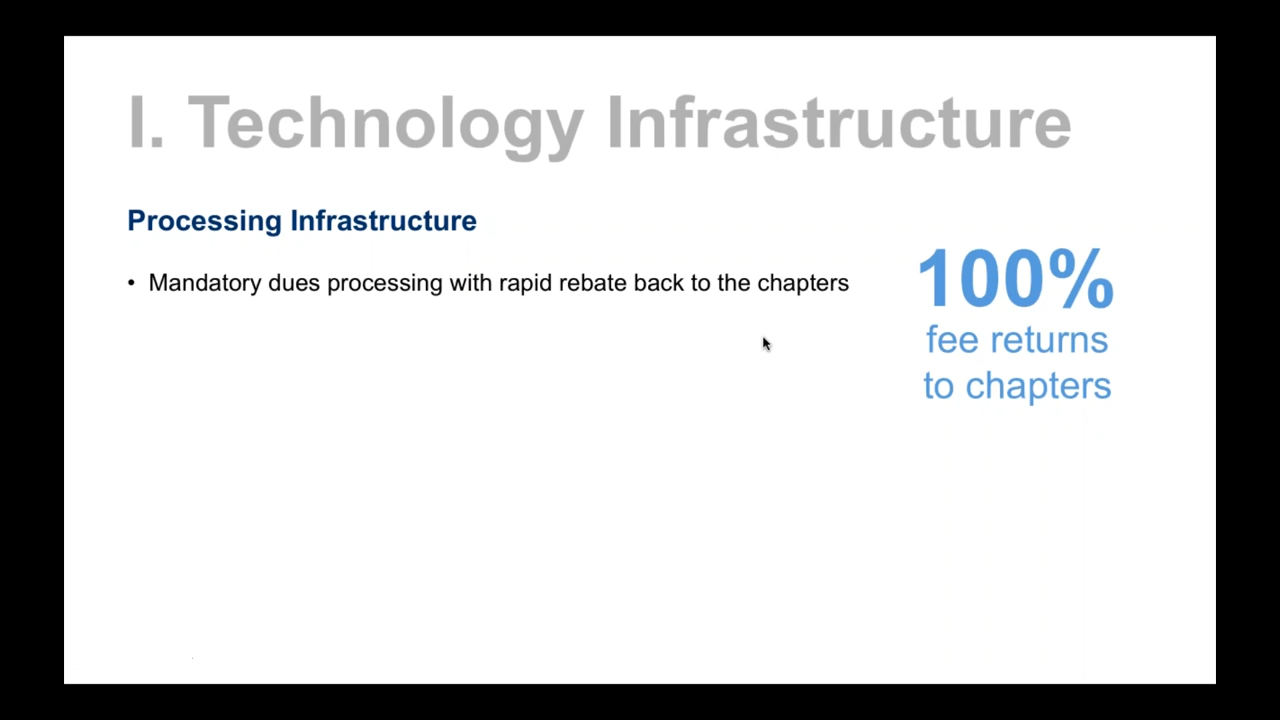 I. Technology Infrastructure
Processing Infrastructure
• Mandatory dues processing with rapid rebate back to the chapters
100%
fee returns
to chapters